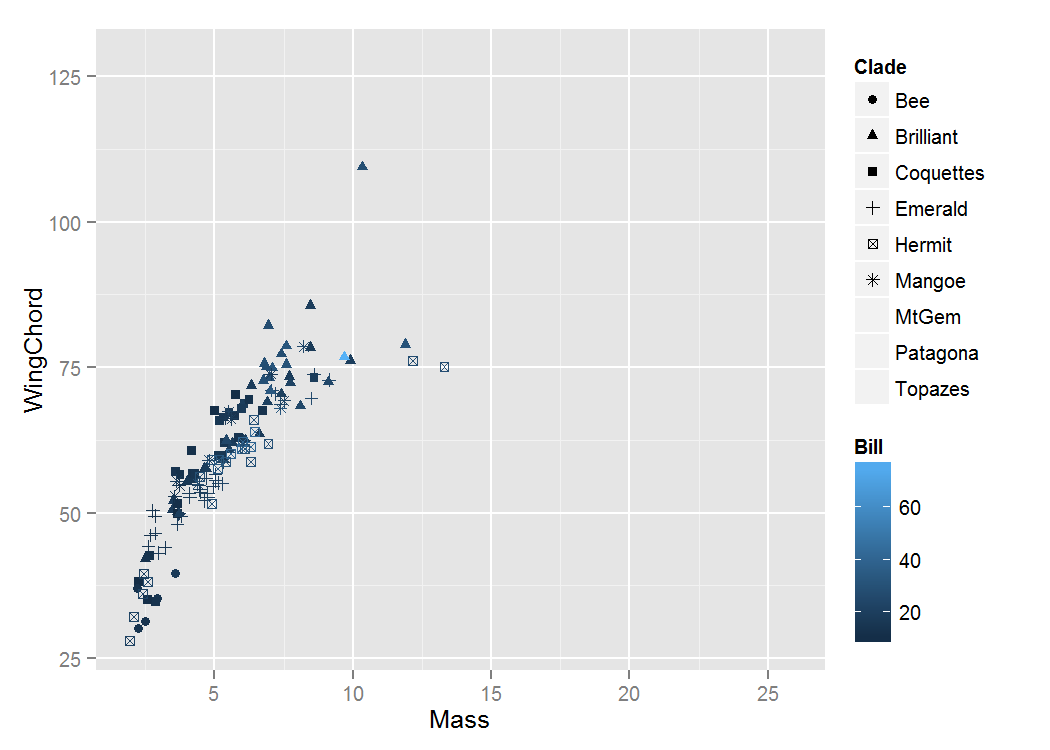 125
100
75
50
25
WingChord
5 10 15 20 25
Mass
Clade
Bee
Brilliant
Coquettes
Emerald
Hermit
Mangoe
MtGem
Patagona
Topazes
Bill
60
40
20